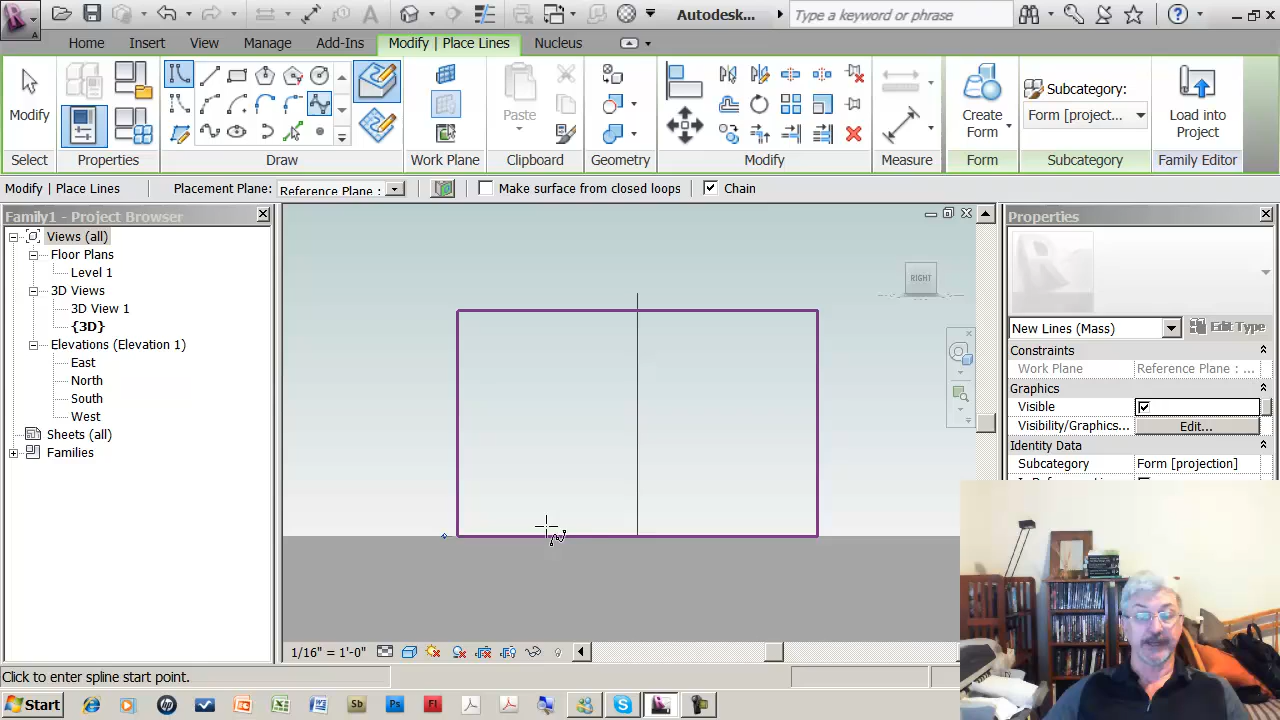 Autodesk...
Type a keyword or phrase
Home
Insert
View
Manage
Add-Ins
Modify | Place Lines
Nucleus
Modify
Paste
Create Form
Subcategory:
Form [project...
Load into Project
Select
Properties
Draw
Work Plane
Clipboard
Geometry
Modify
Measure
Form
Subcategory
Family Editor
Modify | Place Lines
Placement Plane:
Reference Plane :
Make surface from closed loops
Chain
Family1 - Project Browser
Views (all)
Floor Plans
Level 1
3D Views
3D View 1
{3D}
Elevations (Elevation 1)
East
North
South
West
Sheets (all)
Families
RIGHT
Properties
New Lines (Mass)
Edit Type
Constraints
Work Plane
Reference Plane : ...
Graphics
Visible
Visibility/Graphics...
Edit...
Identity Data
Subcategory
Form [projection]
1/16" = 1'-0"
Click to enter spline start point.
Start